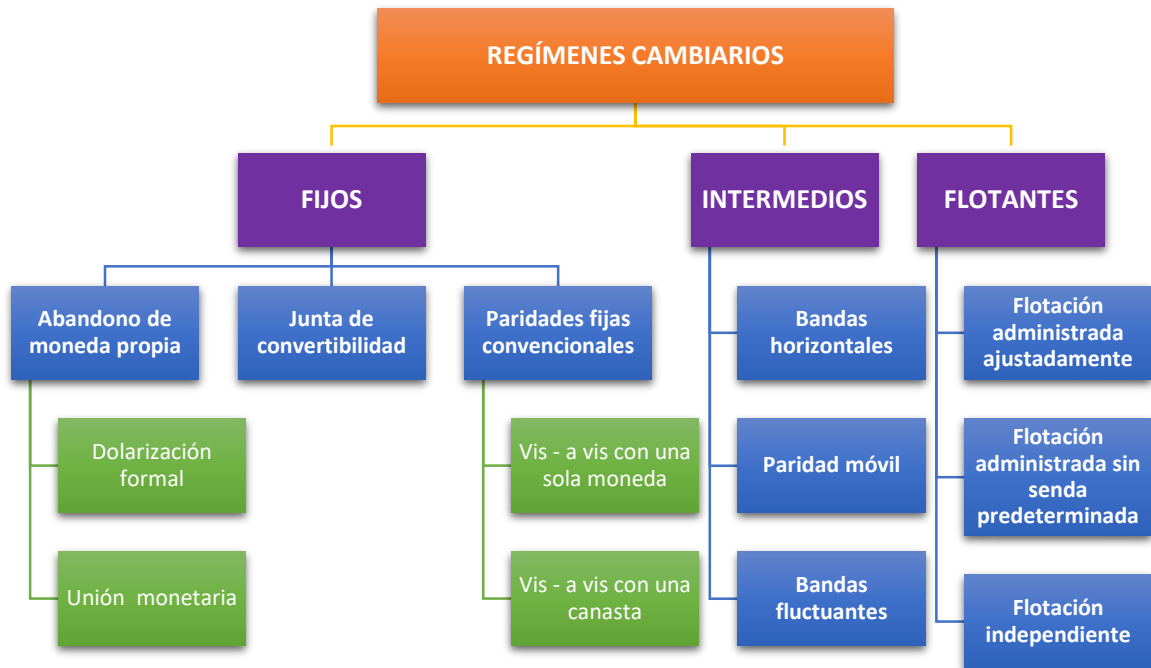 REGÍMENES CAMBIARIOS
FIJOS
INTERMEDIOS
FLOTANTES
Abandono de
moneda propia
Junta de
convertibilidad
Paridades fijas
convencionales
Bandas
horizontales
Flotación
administrada
ajustadamente
Dolarización
formal
Vis - a vis con una
sola moneda
Paridad móvil
Flotación
administrada sin
senda
predeterminada
Unión  monetaria
Vis - a vis con una
canasta
Bandas
fluctuantes
Flotación
independiente